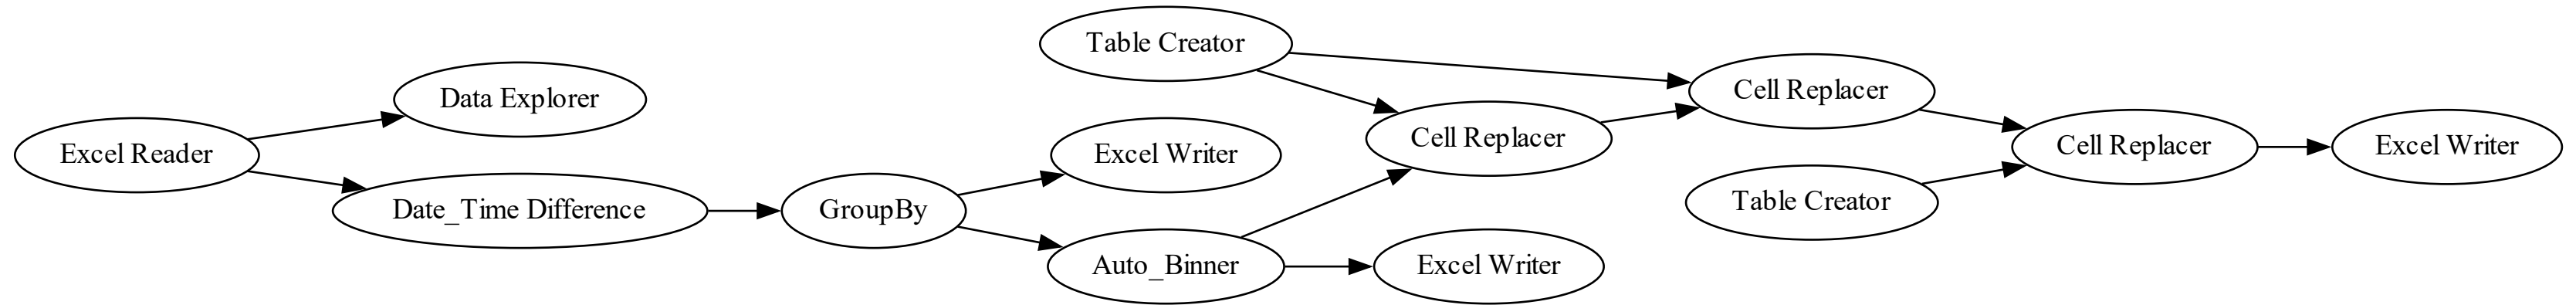 Excel Reader
Data Explorer
Date_Time Difference
GroupBy
Table Creator
Excel Writer
Auto_Binner
Cell Replacer
Excel Writer
Cell Replacer
Table Creator
Cell Replacer
Excel Writer